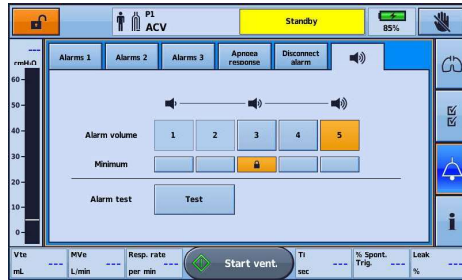 P1
ACV
Standby
85%
---
cmH2O
Alarms 1
Alarms 2
Alarms 3
Apnoea
response
Disconnect
alarm
60
50
40
30
20
0
Alarm volume
1
2
3
4
5
Minimum
Alarm test
Test
i
Vte
---
mL
MVe
---
L/min
Resp. rate
---
per min
Start vent.
Ti
---
sec
% Spont.
Trig.
---
Leak
---
%